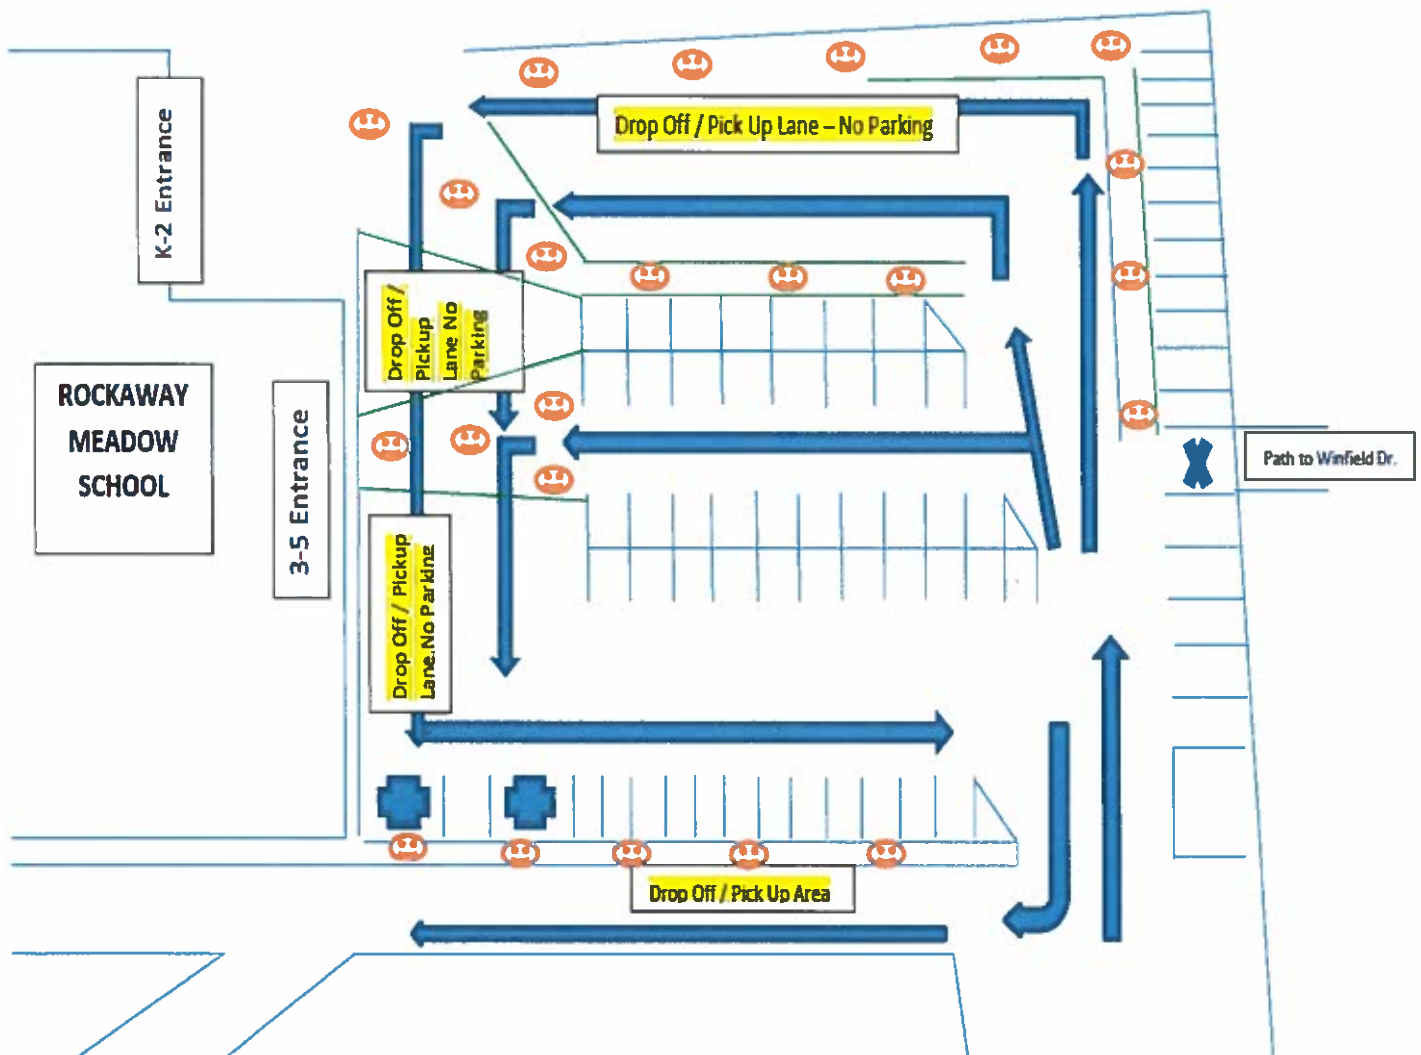 Drop Off / Pick Up Lane – No Parking
K-2 Entrance
Drop Off /
Pickup
Lane No
Parking
ROCKAWAY
MEADOW
SCHOOL
3-5 Entrance
Path to Winfield Dr.
Drop Off / Pickup
Lane No Parking
Drop Off / Pick Up Area